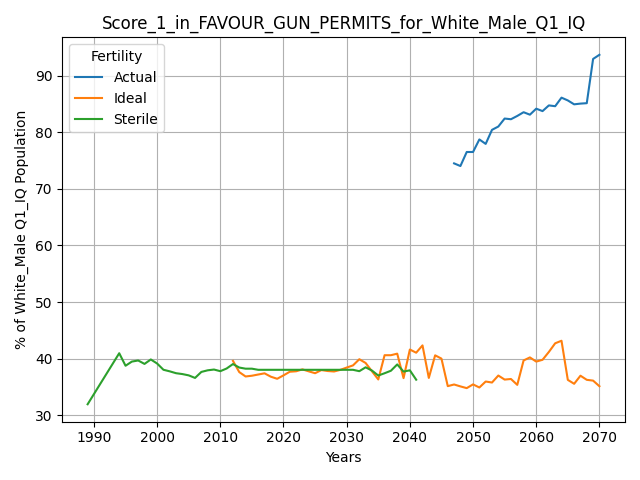 Score_1_in_FAVOUR_GUN_PERMITS_for_White_Male_Q1_IQ
Fertility
Actual
Ideal
Sterile
% of White_Male Q1_IQ Population
90
80
70
60
50
40
30
1990 2000 2010 2020 2030 2040 2050 2060 2070
Years